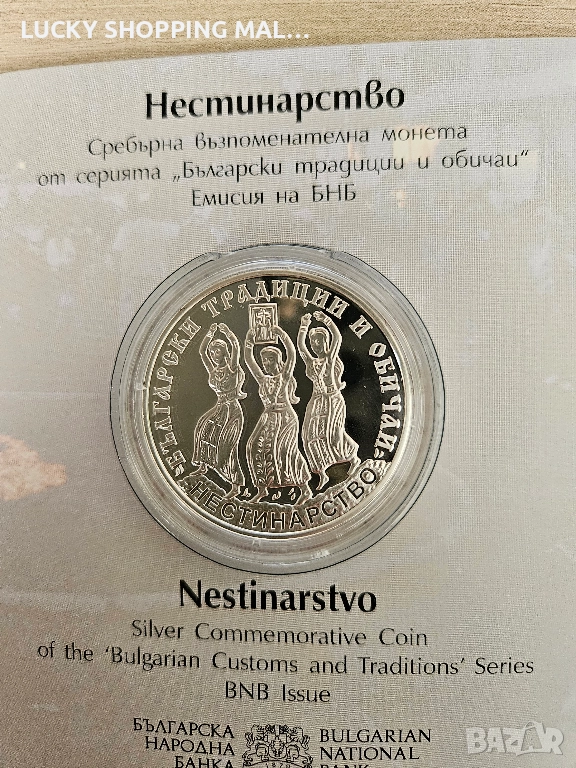 LUCKY SHOPPING MAL...
Нестинарство
Сребърна възпоменателна монета
от серията „Български традиции и обичаи“
Емисия на БНБ
БЪЛГАРСКИ ТРАДИЦИИ И ОБИЧАИ
НЕСТИНАРСТВО
Nestinarstvo
Silver Commemorative Coin
of the ‘Bulgarian Customs and Traditions’ Series
BNB Issue
БЪЛГАРСКА
НАРОДНА
БАНКА
BULGARIAN
NATIONAL
BANK
BAZAR